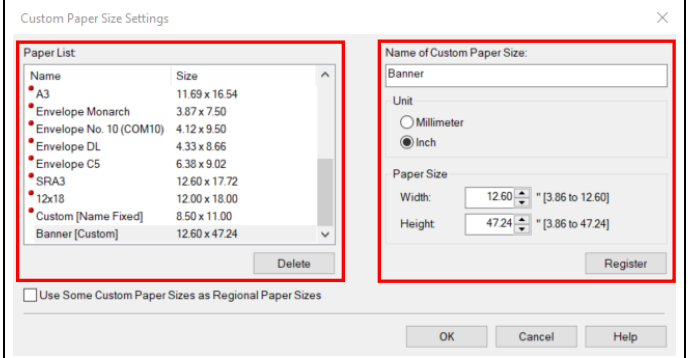 Custom Paper Size Settings
Paper List:
Name Size
A3 11.69 x 16.54
Envelope Monarch 3.87 x 7.50
Envelope No. 10 (COM10) 4.12 x 9.50
Envelope DL 4.33 x 8.66
Envelope C5 6.38 x 9.02
SRA3 12.60 x 17.72
12x18 12.00 x 18.00
Custom [Name Fixed] 8.50 x 11.00
Banner [Custom] 12.60 x 47.24
Delete
Name of Custom Paper Size:
Banner
Unit
Millimeter
Inch
Paper Size
Width: 12.60 " [3.86 to 12.60]
Height: 47.24 " [3.86 to 47.24]
Register
Use Some Custom Paper Sizes as Regional Paper Sizes
OK Cancel Help